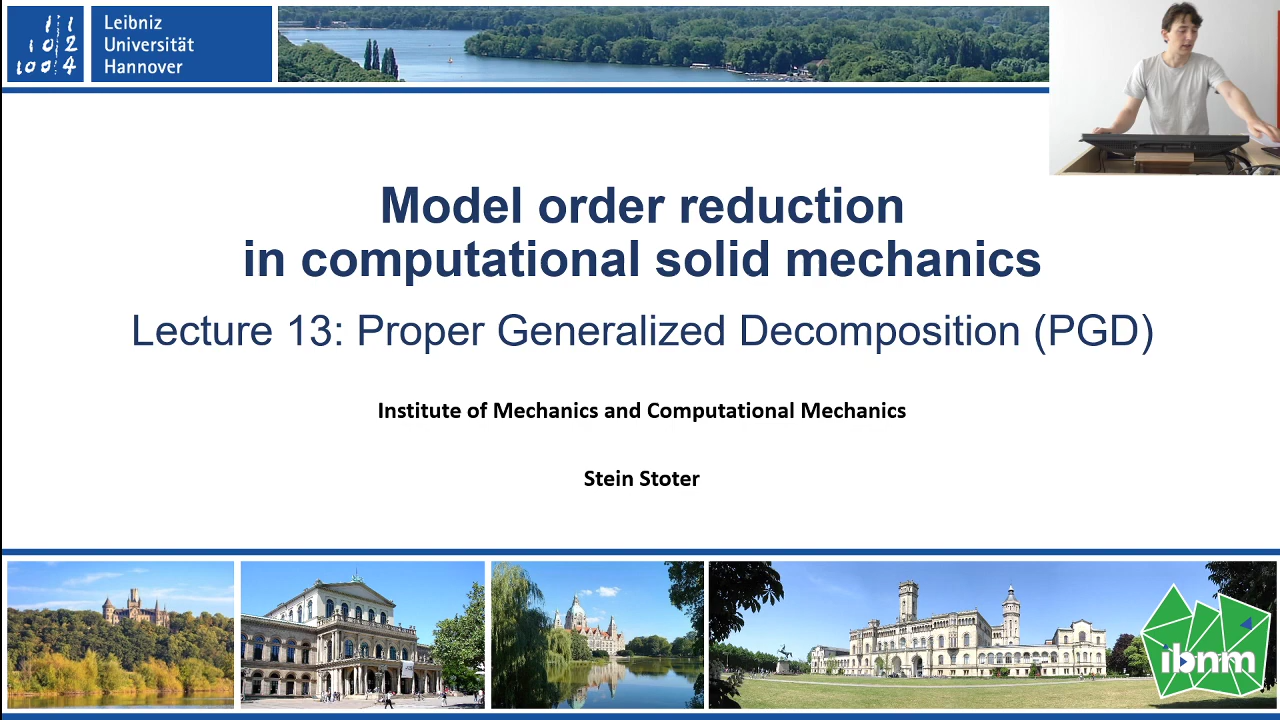 Leibniz
Universität
Hannover
Model order reduction
in computational solid mechanics
Lecture 13: Proper Generalized Decomposition (PGD)
Institute of Mechanics and Computational Mechanics
Stein Stoter
ibnm